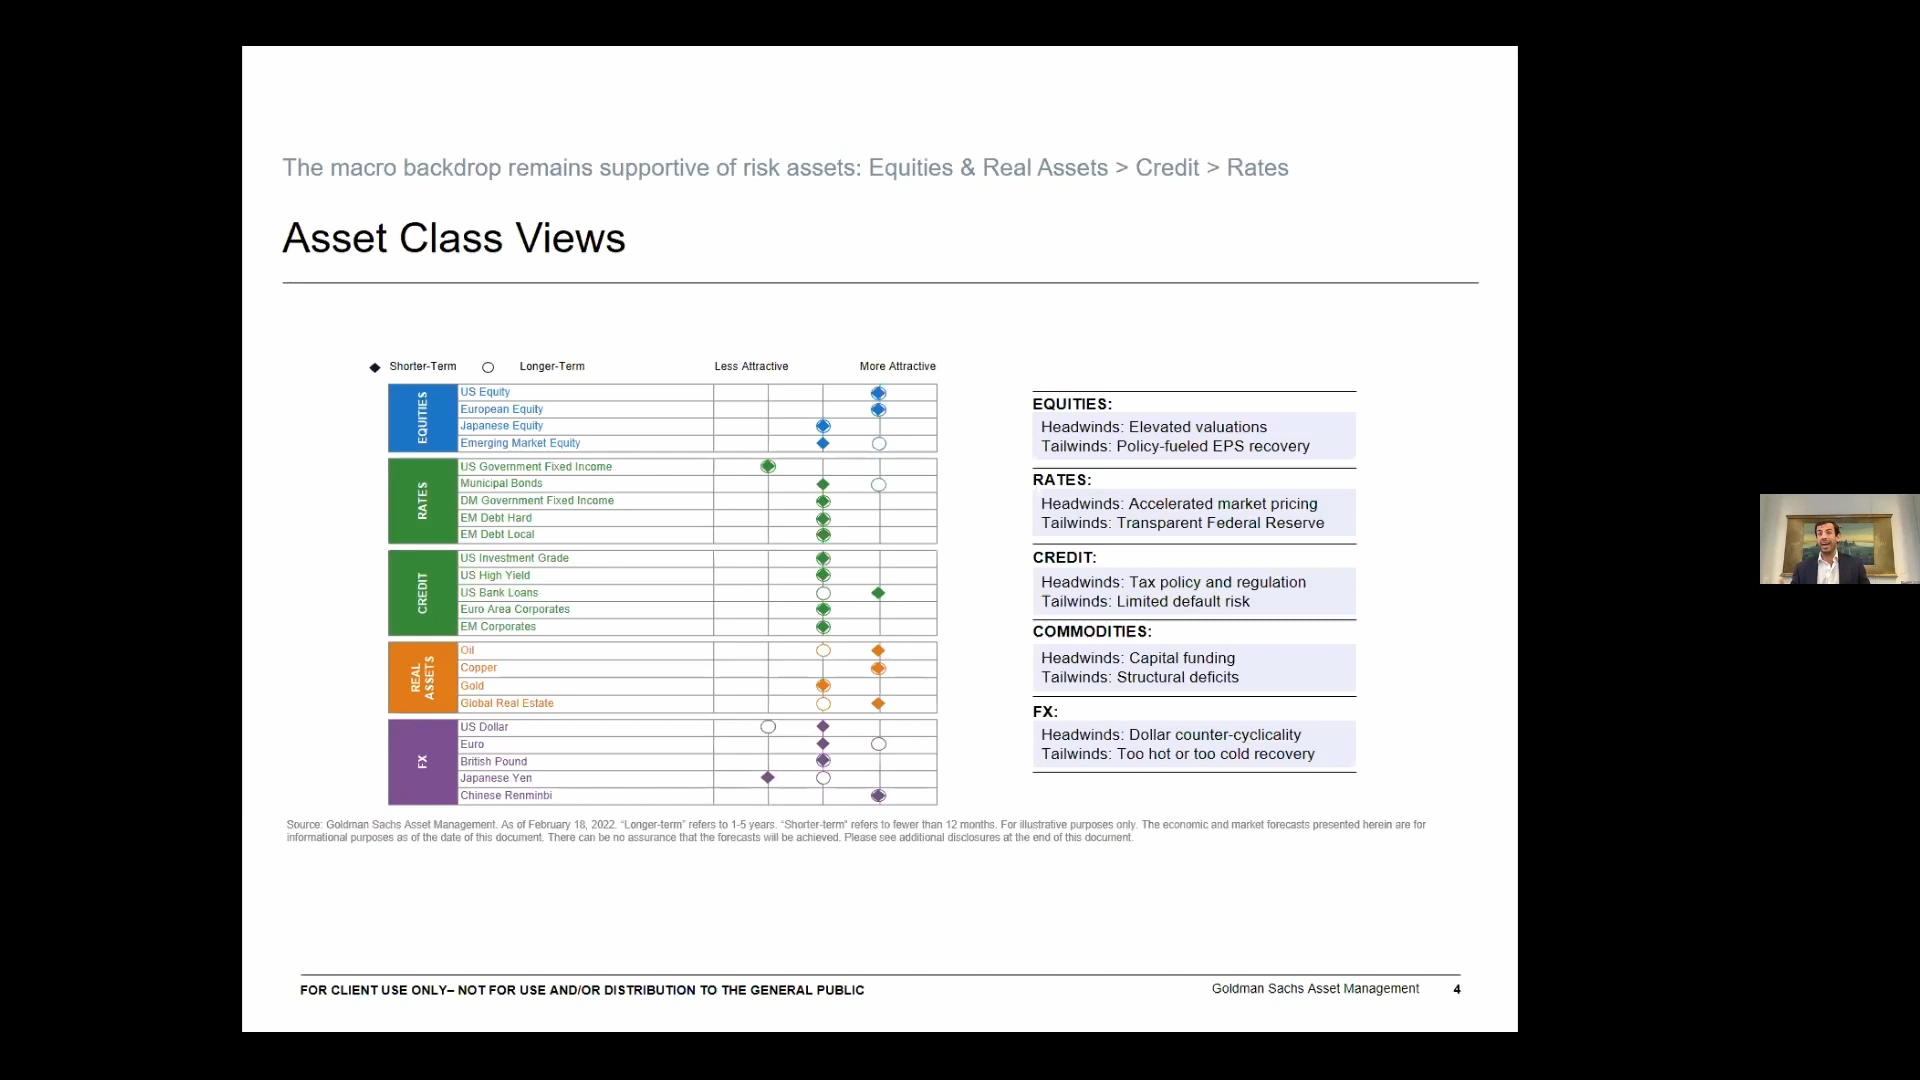 The macro backdrop remains supportive of risk assets: Equities & Real Assets > Credit > Rates
Asset Class Views
Shorter-Term Longer-Term Less Attractive More Attractive
EQUITIES
US Equity
European Equity
Japanese Equity
Emerging Market Equity
RATES
US Government Fixed Income
Municipal Bonds
DM Government Fixed Income
EM Debt Hard
EM Debt Local
CREDIT
US Investment Grade
US High Yield
US Bank Loans
Euro Area Corporates
EM Corporates
REAL
ASSETS
Oil
Copper
Gold
Global Real Estate
FX
US Dollar
Euro
British Pound
Japanese Yen
Chinese Renminbi
EQUITIES:
Headwinds: Elevated valuations
Tailwinds: Policy-fueled EPS recovery
RATES:
Headwinds: Accelerated market pricing
Tailwinds: Transparent Federal Reserve
CREDIT:
Headwinds: Tax policy and regulation
Tailwinds: Limited default risk
COMMODITIES:
Headwinds: Capital funding
Tailwinds: Structural deficits
FX:
Headwinds: Dollar counter-cyclicality
Tailwinds: Too hot or too cold recovery
Source: Goldman Sachs Asset Management. As of February 18, 2022. “Longer-term” refers to 1-5 years. “Shorter-term” refers to fewer than 12 months. For illustrative purposes only. The economic and market forecasts presented herein are for
informational purposes as of the date of this document. There can be no assurance that the forecasts will be achieved. Please see additional disclosures at the end of this document.
FOR CLIENT USE ONLY– NOT FOR USE AND/OR DISTRIBUTION TO THE GENERAL PUBLIC
Goldman Sachs Asset Management 4